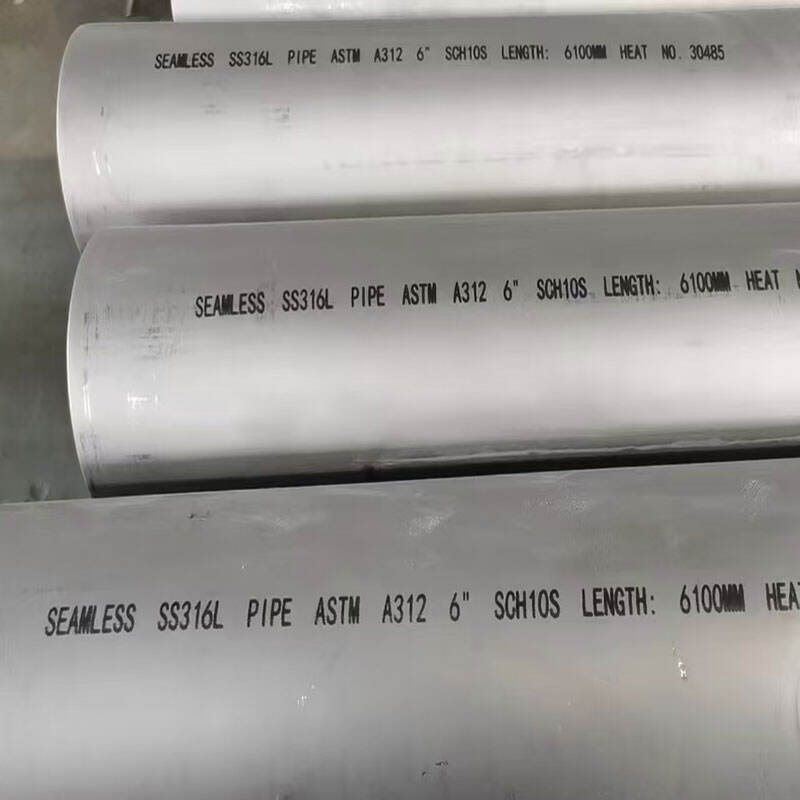 SEAMLESS SS316L PIPE ASTM A312 6" SCH10S LENGTH: 6100MM HEAT NO. 30485
SEAMLESS SS316L PIPE ASTM A312 6" SCH10S LENGTH: 6100MM HEAT
SEAMLESS SS316L PIPE ASTM A312 6" SCH10S LENGTH: 6100MM